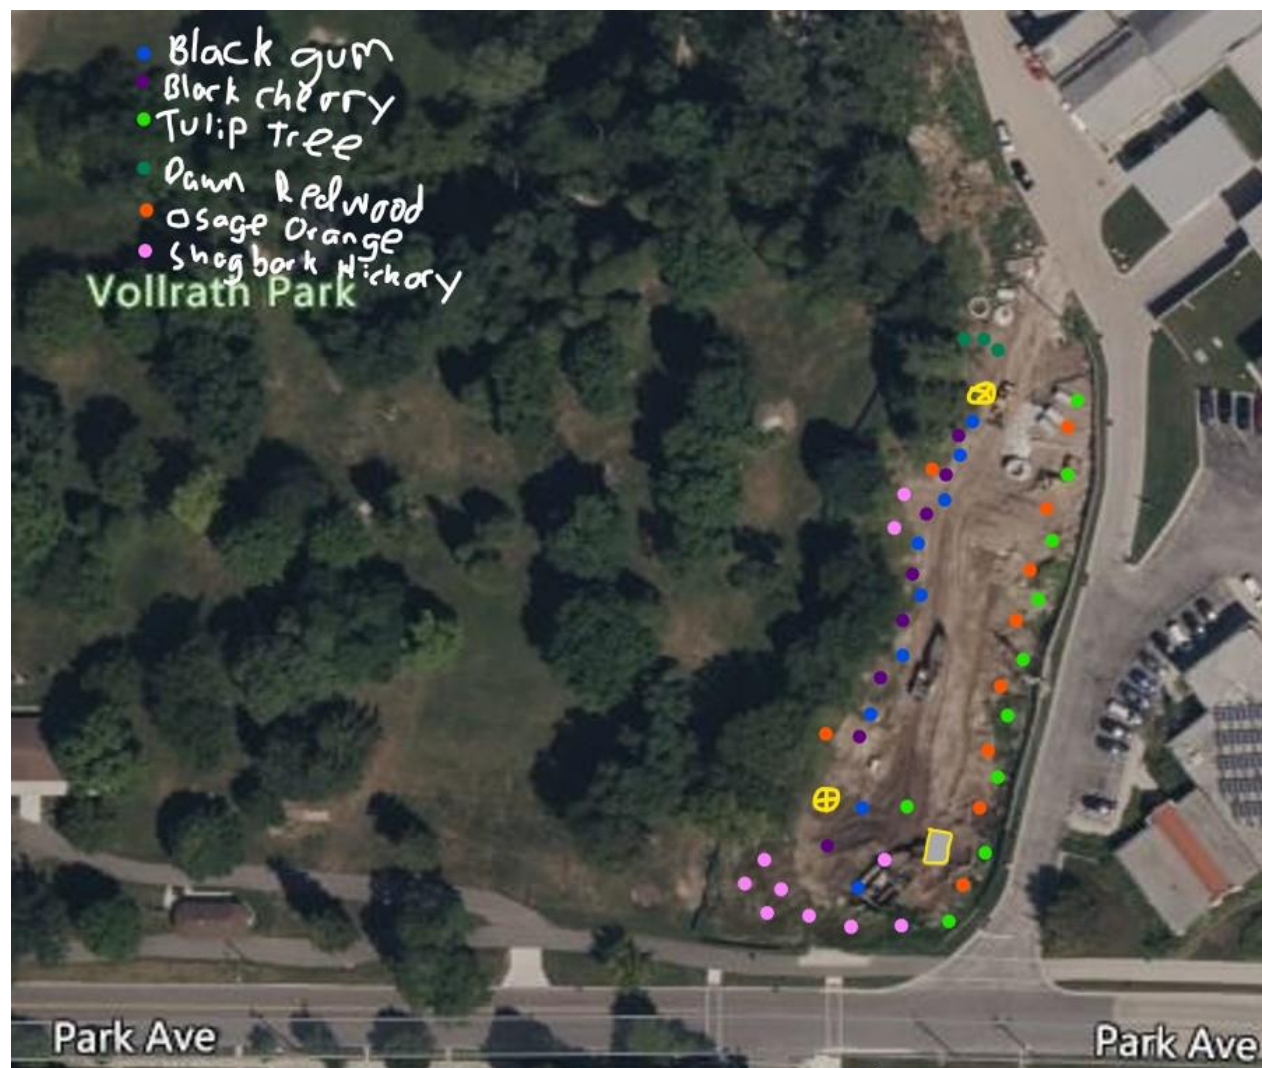 Black gum
Black cherry
Tulip Tree
Dawn Redwood
Osage Orange
Shagbark Hickory
Vollrath Park
Park Ave
Park Ave